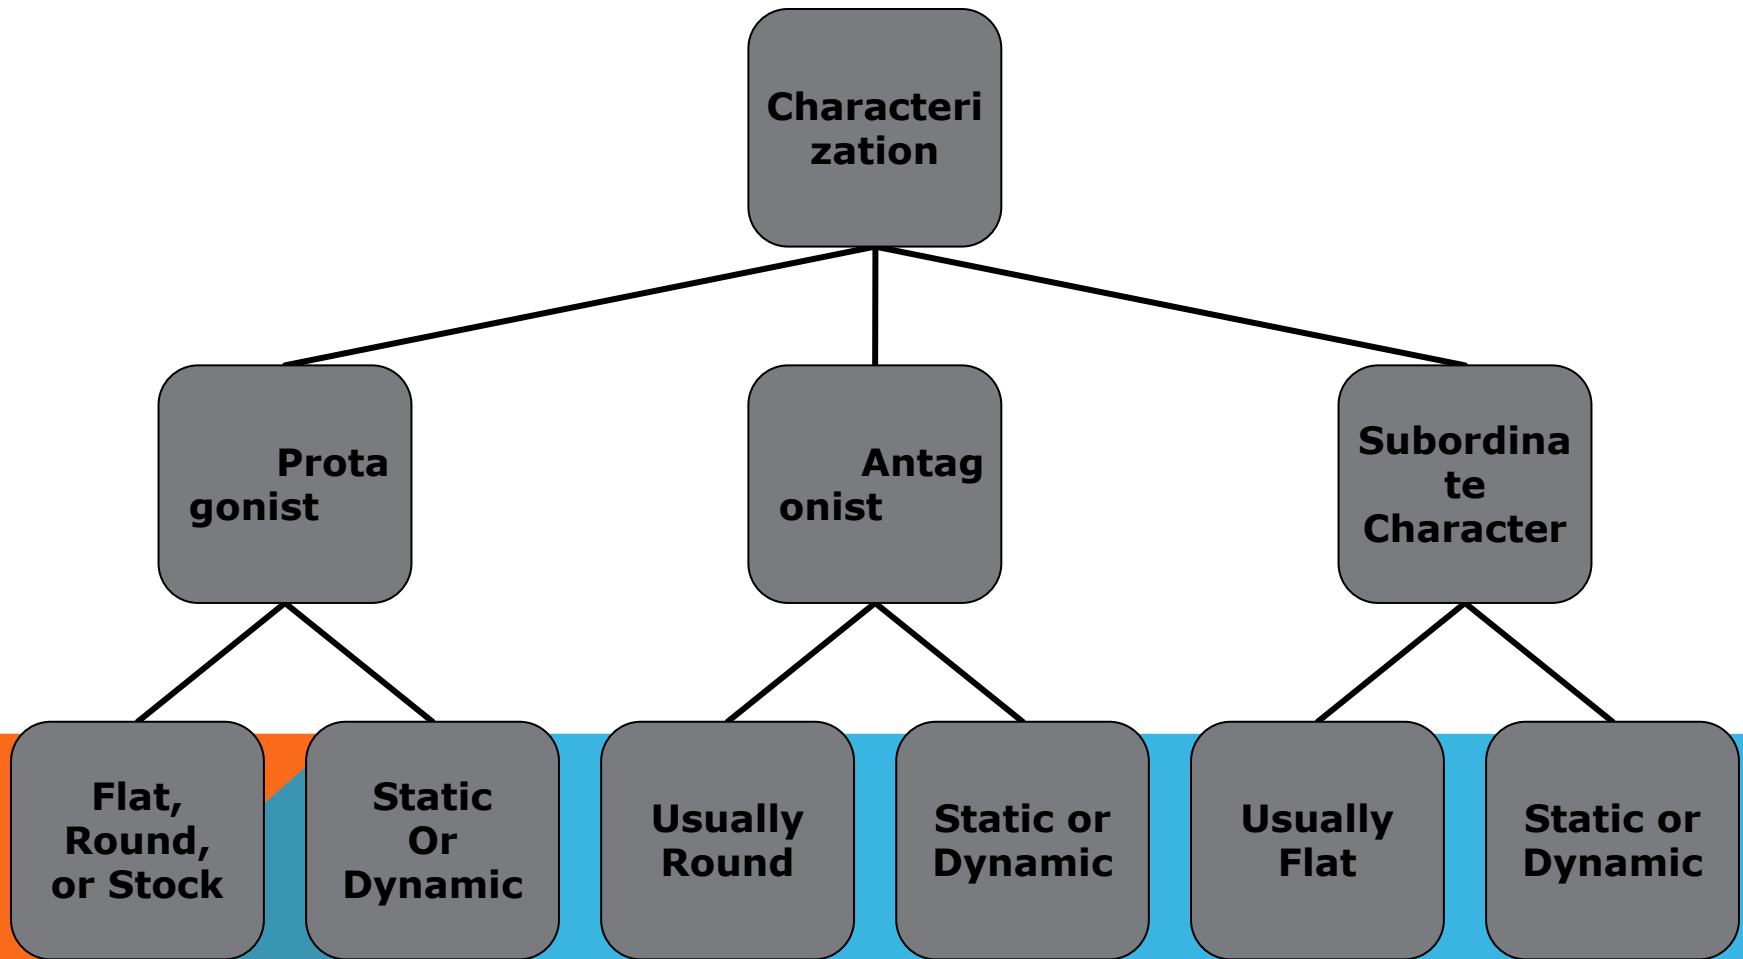 Characteri
zation
Prota
gonist
Antag
onist
Subordina
te
Character
Flat,
Round,
or Stock
Static
Or
Dynamic
Usually
Round
Static or
Dynamic
Usually
Flat
Static or
Dynamic